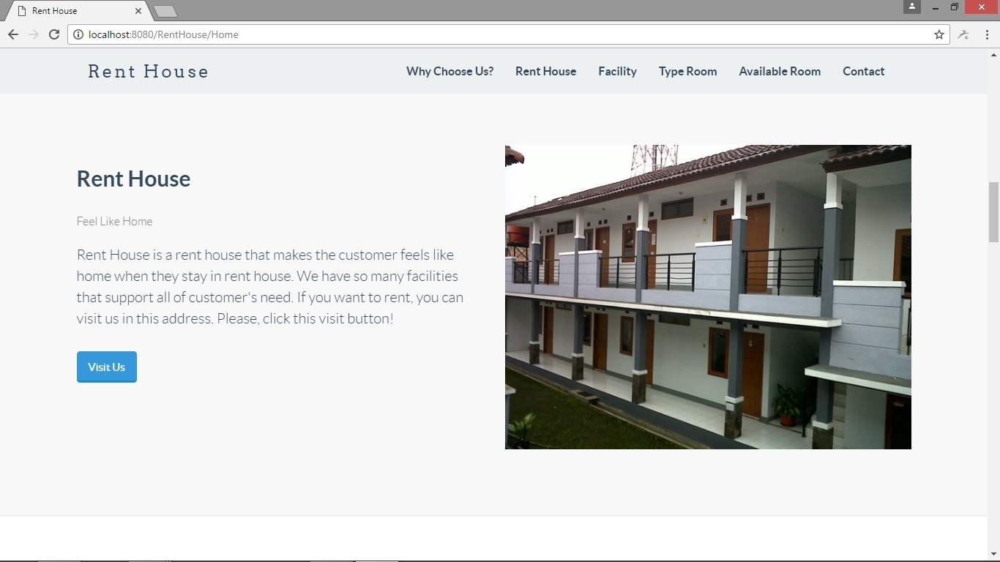 Rent House
localhost:8080/RentHouse/Home
Rent House
Why Choose Us?
Rent House
Facility
Type Room
Available Room
Contact
Rent House
Feel Like Home
Rent House is a rent house that makes the customer feels like
home when they stay in rent house. We have so many facilities
that support all of customer's need. If you want to rent, you can
visit us in this address. Please, click this visit button!
Visit Us